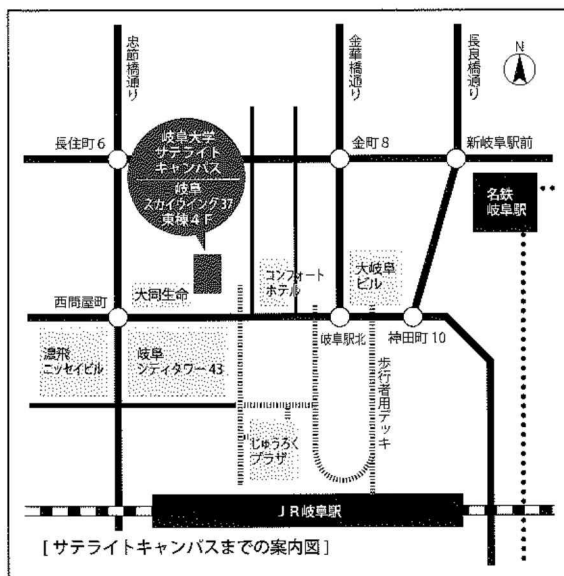 忠節橋通り
金華橋通り
長良橋通り
N
長住町6
岐阜大学
サテライト
キャンパス
岐阜
スカイウイング37
東棟4F
金町8
新岐阜駅前
名鉄
岐阜駅
西問屋町
大同生命
コンフォート
ホテル
大岐阜
ビル
岐阜駅北
神田町10
濃飛
ニッセイビル
岐阜
シティタワー43
歩行者用デッキ
じゅうろく
プラザ
JR岐阜駅
[サテライトキャンパスまでの案内図]